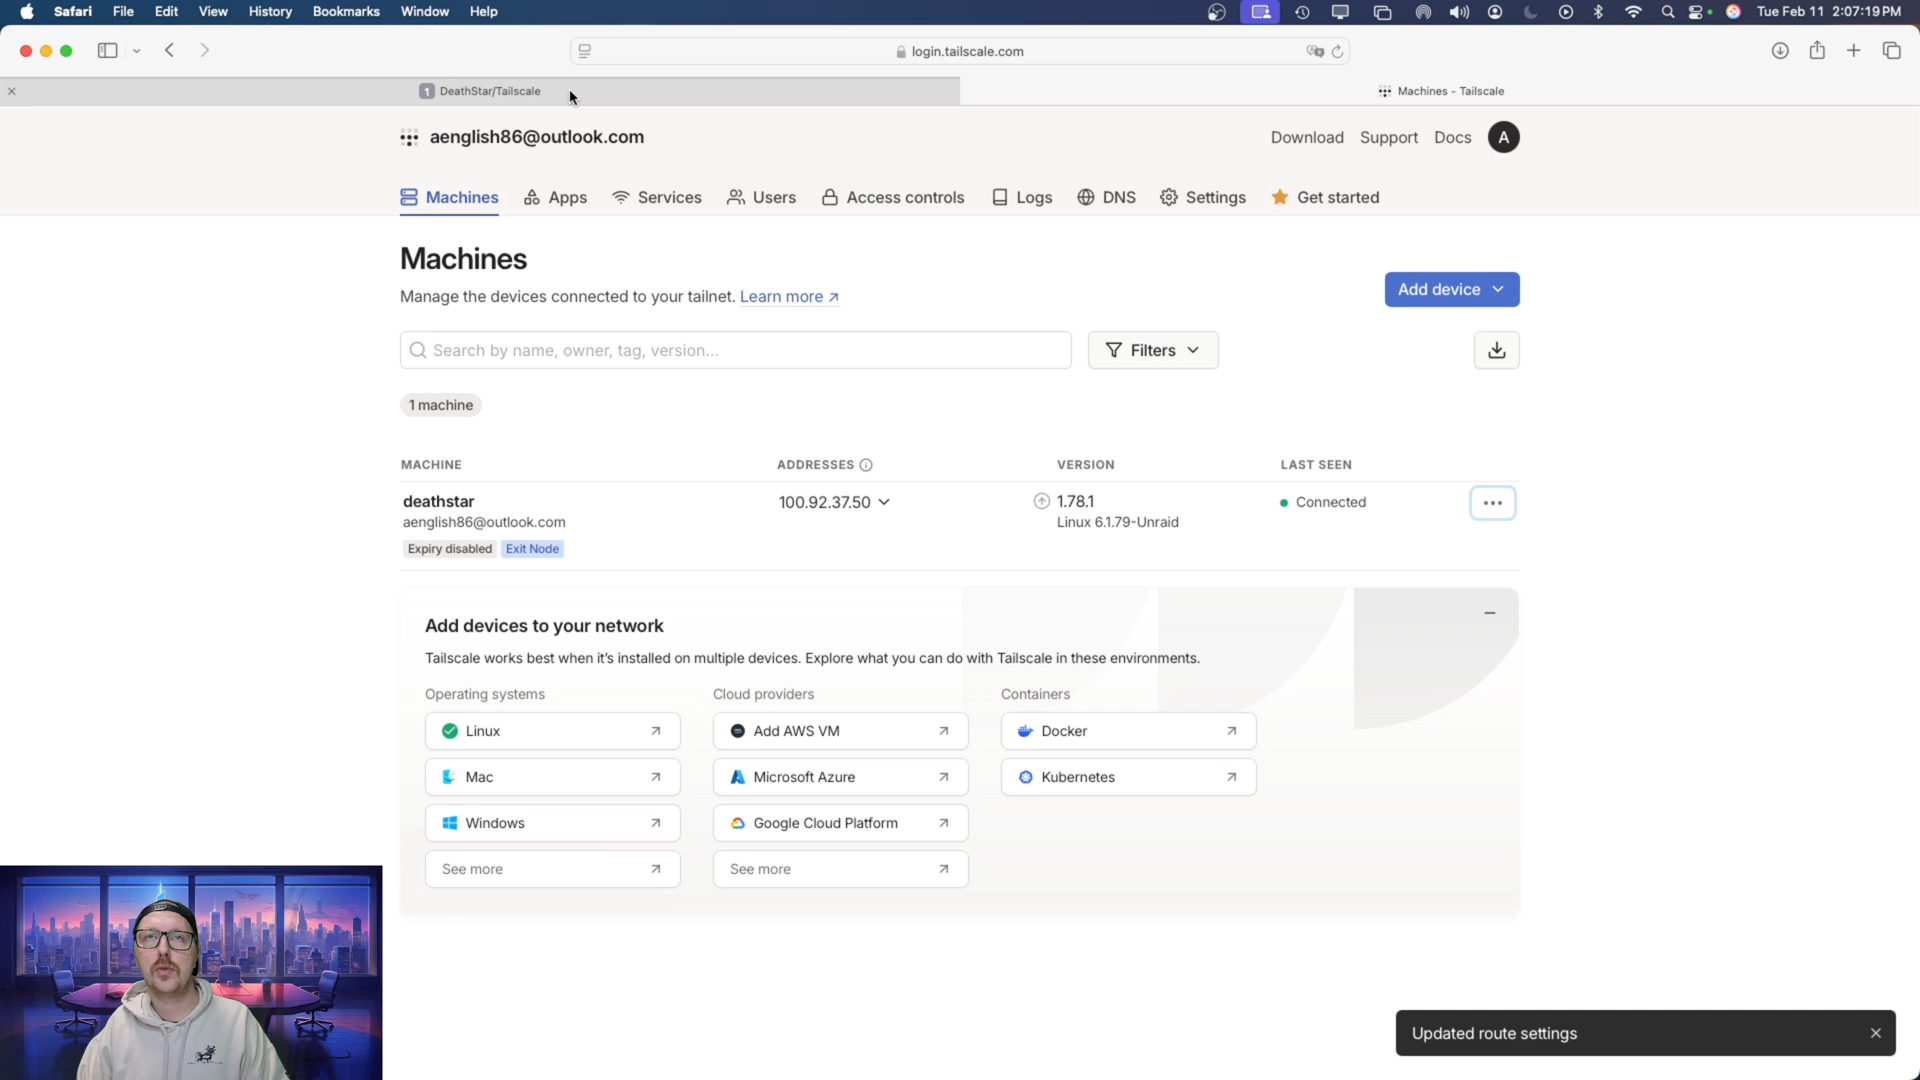 Safari File Edit View History Bookmarks Window Help
Tue Feb 11 2:07:19 PM
login.tailscale.com
1 DeathStar/Tailscale
Machines - Tailscale
aenglish86@outlook.com
Download Support Docs A
Machines Apps Services Users Access controls Logs DNS Settings Get started
Machines
Manage the devices connected to your tailnet. Learn more ↗
Add device
Search by name, owner, tag, version...
Filters
1 machine
MACHINE ADDRESSES VERSION LAST SEEN
deathstar 100.92.37.50 1.78.1 Connected
aenglish86@outlook.com Linux 6.1.79-Unraid
Expiry disabled Exit Node
Add devices to your network
Tailscale works best when it's installed on multiple devices. Explore what you can do with Tailscale in these environments.
Operating systems Cloud providers Containers
Linux Add AWS VM Docker
Mac Microsoft Azure Kubernetes
Windows Google Cloud Platform
See more See more
Updated route settings